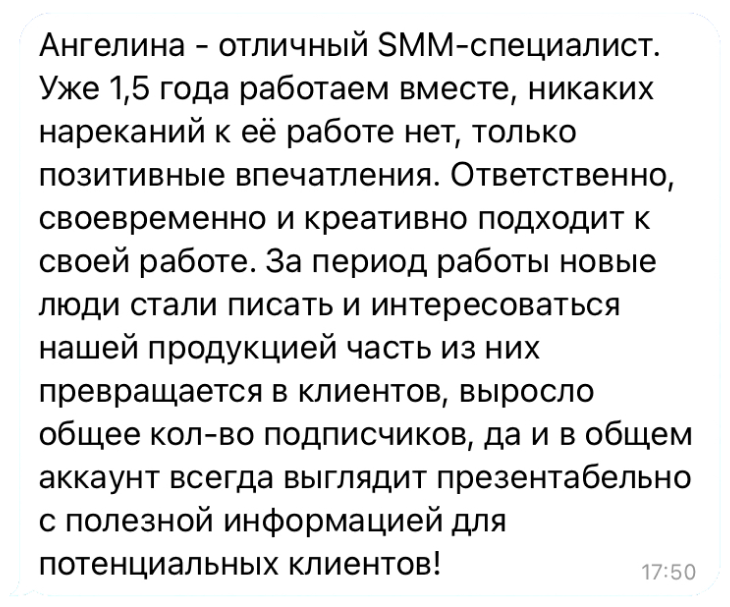 Ангелина - отличный SMM-специалист.
Уже 1,5 года работаем вместе, никаких
нареканий к её работе нет, только
позитивные впечатления. Ответственно,
своевременно и креативно подходит к
своей работе. За период работы новые
люди стали писать и интересоваться
нашей продукцией часть из них
превращается в клиентов, выросло
общее кол-во подписчиков, да и в общем
аккаунт всегда выглядит презентабельно
с полезной информацией для
потенциальных клиентов!
17:50